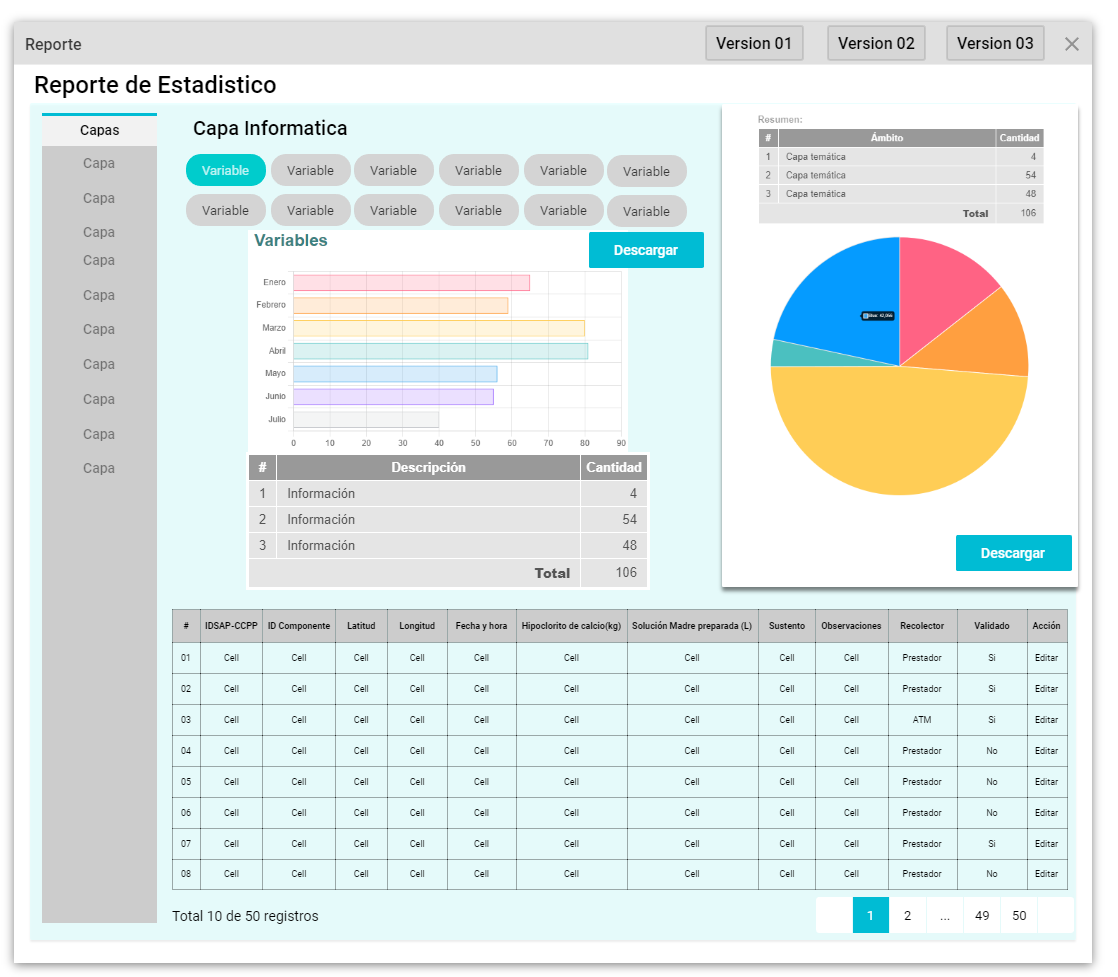 Reporte
Version 01 Version 02 Version 03
Reporte de Estadistico
Capas
Capa
Capa
Capa
Capa
Capa
Capa
Capa
Capa
Capa
Capa
Capa Informatica
Variable Variable Variable Variable Variable Variable
Variable Variable Variable Variable Variable Variable
Variables
Descargar
Enero
Febrero
Marzo
Abril
Mayo
Junio
Julio
0 10 20 30 40 50 60 70 80 90
# Descripción Cantidad
1 Información 4
2 Información 54
3 Información 48
Total 106
Resumen:
# Ámbito Cantidad
1 Capa temática 4
2 Capa temática 54
3 Capa temática 48
Total 106
Descargar
# IDSAP-CCPP ID Componente Latitud Longitud Fecha y hora Hipoclorito de calcio(kg) Solución Madre preparada (L) Sustento Observaciones Recolector Validado Acción
01 Cell Cell Cell Cell Cell Cell Cell Cell Cell Prestador Si Editar
02 Cell Cell Cell Cell Cell Cell Cell Cell Cell Prestador Si Editar
03 Cell Cell Cell Cell Cell Cell Cell Cell Cell ATM Si Editar
04 Cell Cell Cell Cell Cell Cell Cell Cell Cell Prestador No Editar
05 Cell Cell Cell Cell Cell Cell Cell Cell Cell Prestador No Editar
06 Cell Cell Cell Cell Cell Cell Cell Cell Cell Prestador No Editar
07 Cell Cell Cell Cell Cell Cell Cell Cell Cell Prestador Si Editar
08 Cell Cell Cell Cell Cell Cell Cell Cell Cell Prestador No Editar
Total 10 de 50 registros
1 2 ... 49 50